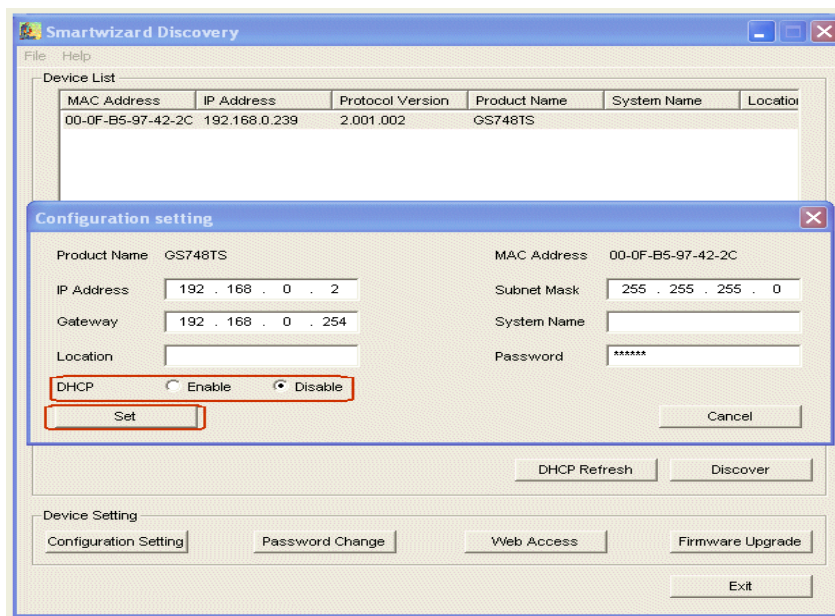 Smartwizard Discovery
File Help
Device List
MAC Address IP Address Protocol Version Product Name System Name Location
00-0F-B5-97-42-2C 192.168.0.239 2.001.002 GS748TS
Configuration setting
Product Name GS748TS MAC Address 00-0F-B5-97-42-2C
IP Address 192 . 168 . 0 . 2 Subnet Mask 255 . 255 . 255 . 0
Gateway 192 . 168 . 0 . 254 System Name
Location Password ******
DHCP Enable Disable
Set Cancel
DHCP Refresh Discover
Device Setting
Configuration Setting Password Change Web Access Firmware Upgrade
Exit